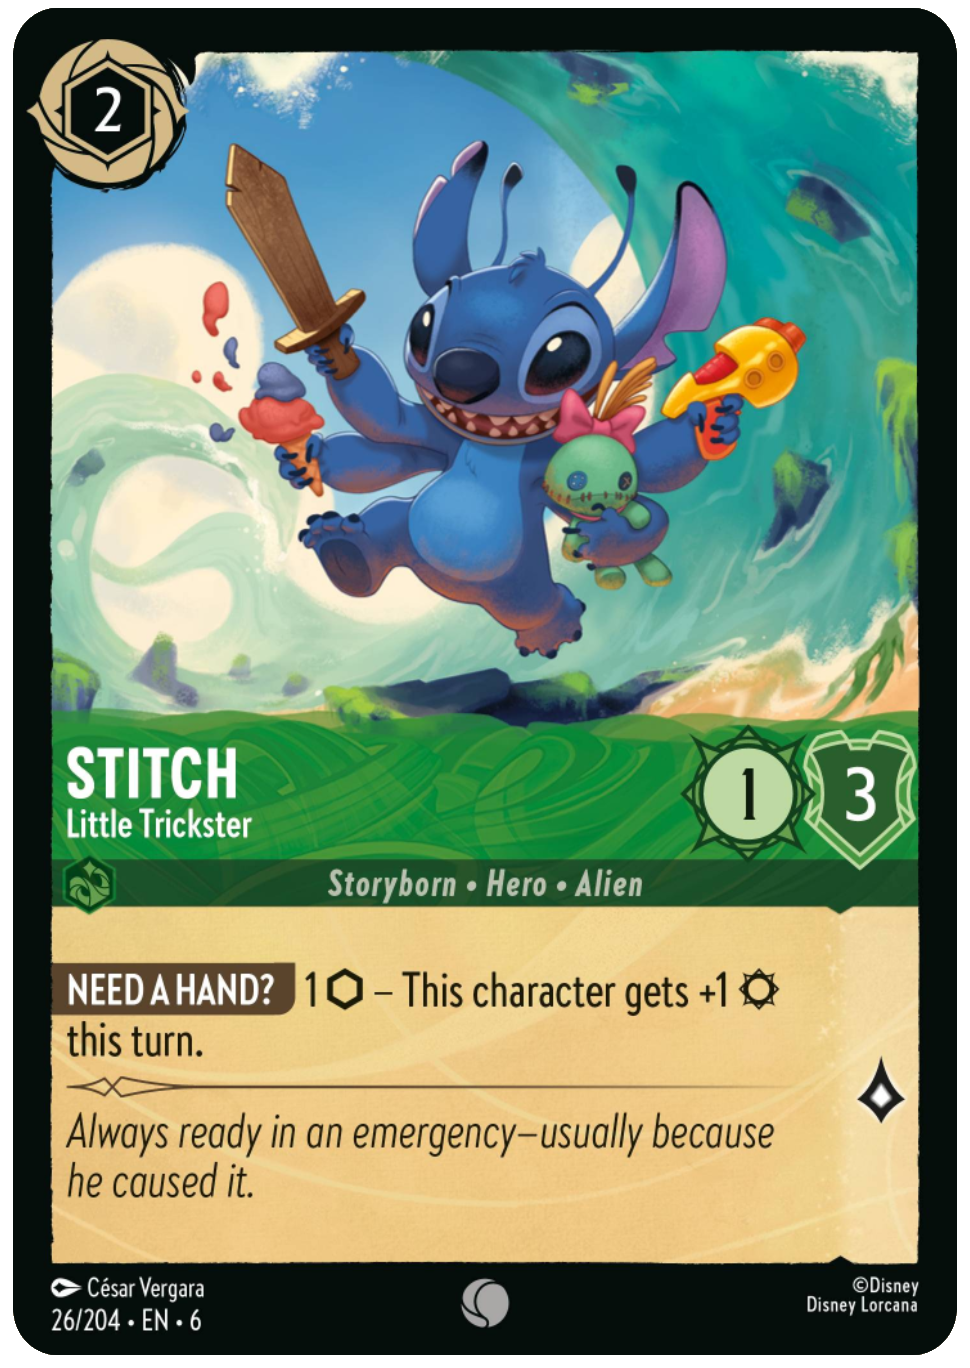 2
STITCH
Little Trickster
1
3
Storyborn • Hero • Alien
NEED A HAND? 1 – This character gets +1
this turn.
Always ready in an emergency—usually because
he caused it.
César Vergara
26/204 • EN • 6
©Disney
Disney Lorcana